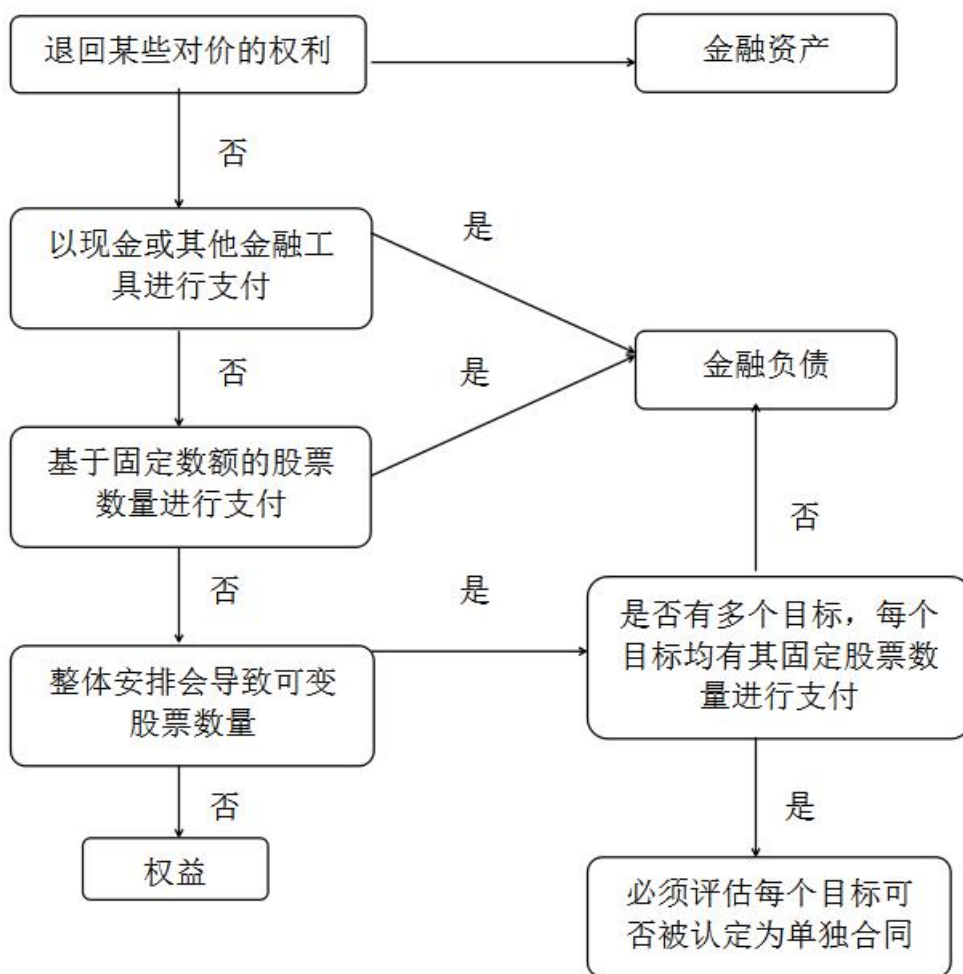 退回某些对价的权利
金融资产
否
以现金或其他金融工
具进行支付
是
否
是
金融负债
基于固定数额的股票
数量进行支付
否
否
是
是否有多个目标，每个
目标均有其固定股票数
量进行支付
整体安排会导致可变
股票数量
否
是
权益
必须评估每个目标可
否被认定为单独合同